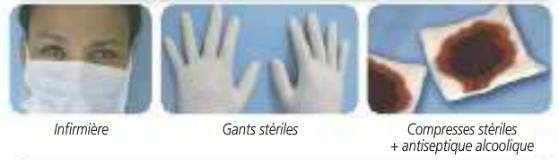 Infirmière
Gants stériles
Compresses stériles
+ antiseptique alcoolique